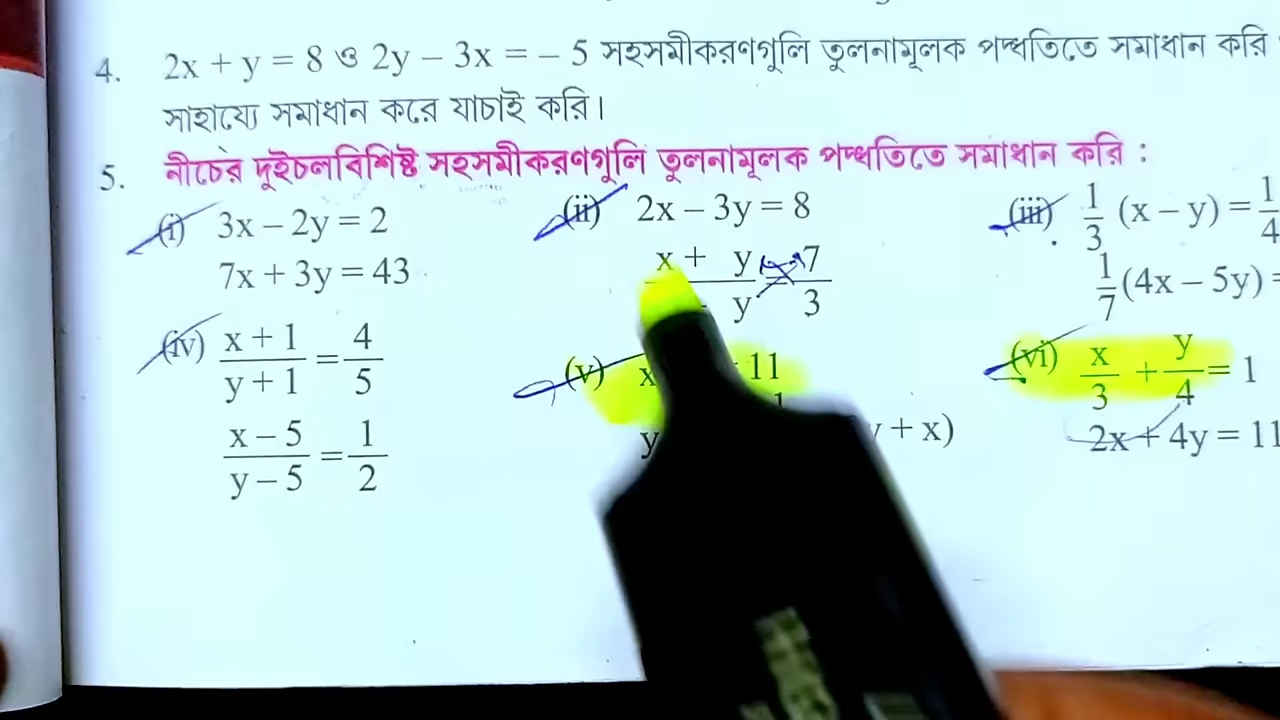 4. 2x + y = 8 ও 2y – 3x = – 5 সহসমীকরণগুলি তুলনামূলক পদ্ধতিতে সমাধান করি
সাহায্যে সমাধান করে যাচাই করি।
5. নীচের দুইচলবিশিষ্ট সহসমীকরণগুলি তুলনামূলক পদ্ধতিতে সমাধান করি :
(i) 3x – 2y = 2
7x + 3y = 43
(ii) 2x – 3y = 8
x + y = 7
y 3
(iii) 1/3 (x – y) = 1/4
1/7 (4x – 5y) =
(iv) x + 1 / y + 1 = 4/5
x – 5 / y – 5 = 1/2
(v) x 11
y + x)
(vi) x/3 + y/4 = 1
2x + 4y = 11